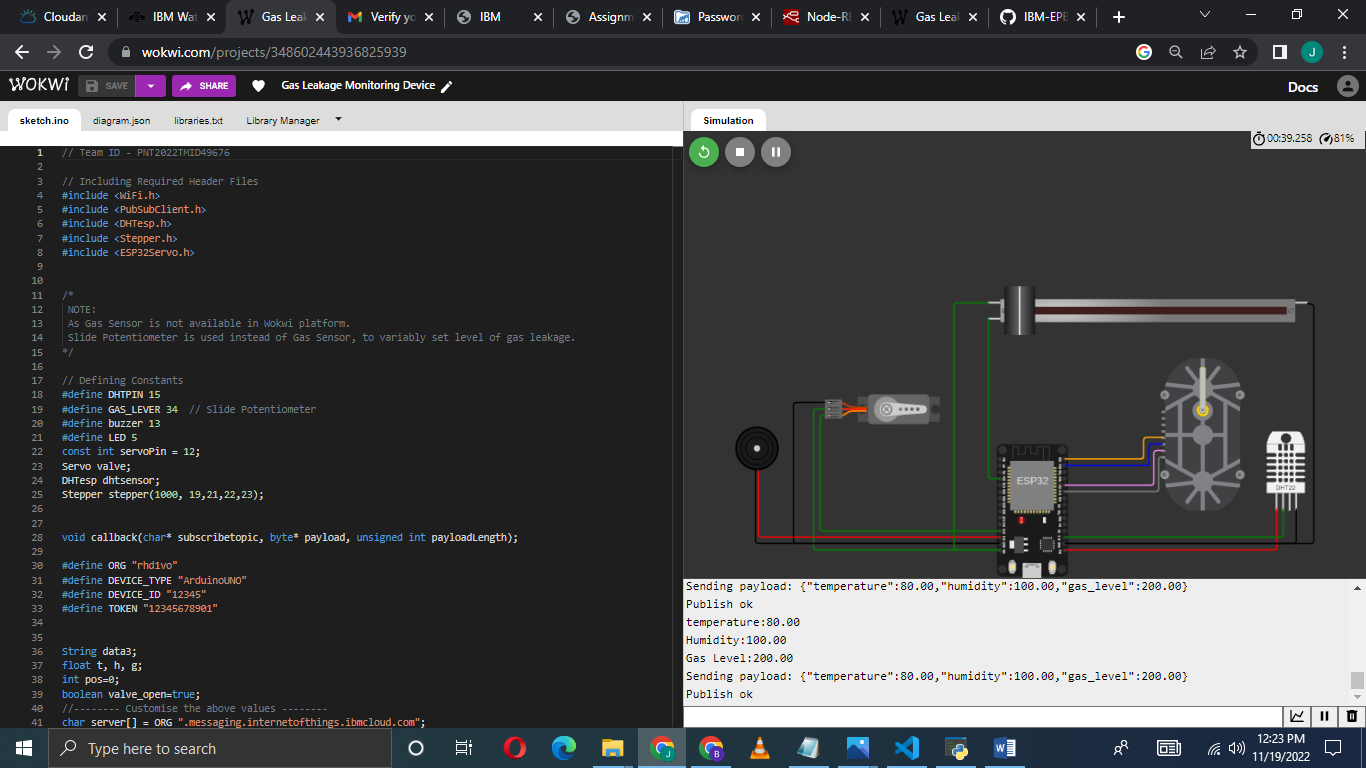 Cloudan
IBM Wat
Gas Leak
Verify yo
IBM
Assignm
Passwor
Node-RE
Gas Leak
IBM-EPB
wokwi.com/projects/348602443936825939
J
WOKWI
SAVE
SHARE
Gas Leakage Monitoring Device
Docs
sketch.ino
diagram.json
libraries.txt
Library Manager
Simulation
00:39.258
81%
1 // Team ID - PNT2022TMID49676
2
3 // Including Required Header Files
4 #include <WiFi.h>
5 #include <PubSubClient.h>
6 #include <DHTesp.h>
7 #include <Stepper.h>
8 #include <ESP32Servo.h>
9
10
11 /*
12 NOTE:
13 As Gas Sensor is not available in Wokwi platform.
14 Slide Potentiometer is used instead of Gas Sensor, to variably set level of gas leakage.
15 */
16
17 // Defining Constants
18 #define DHTPIN 15
19 #define GAS_LEVER 34 // Slide Potentiometer
20 #define buzzer 13
21 #define LED 5
22 const int servoPin = 12;
23 Servo valve;
24 DHTesp dhtsensor;
25 Stepper stepper(1000, 19,21,22,23);
26
27
28 void callback(char* subscribetopic, byte* payload, unsigned int payloadLength);
29
30 #define ORG "rhd1vo"
31 #define DEVICE_TYPE "ArduinoUNO"
32 #define DEVICE_ID "12345"
33 #define TOKEN "12345678901"
34
35
36 String data3;
37 float t, h, g;
38 int pos=0;
39 boolean valve_open=true;
40 //-------- Customise the above values --------
41 char server[] = ORG ".messaging.internetofthings.ibmcloud.com";
ESP32
DHT22
Sending payload: {"temperature":80.00,"humidity":100.00,"gas_level":200.00}
Publish ok
temperature:80.00
Humidity:100.00
Gas Level:200.00
Sending payload: {"temperature":80.00,"humidity":100.00,"gas_level":200.00}
Publish ok
Type here to search
12:23 PM
11/19/2022